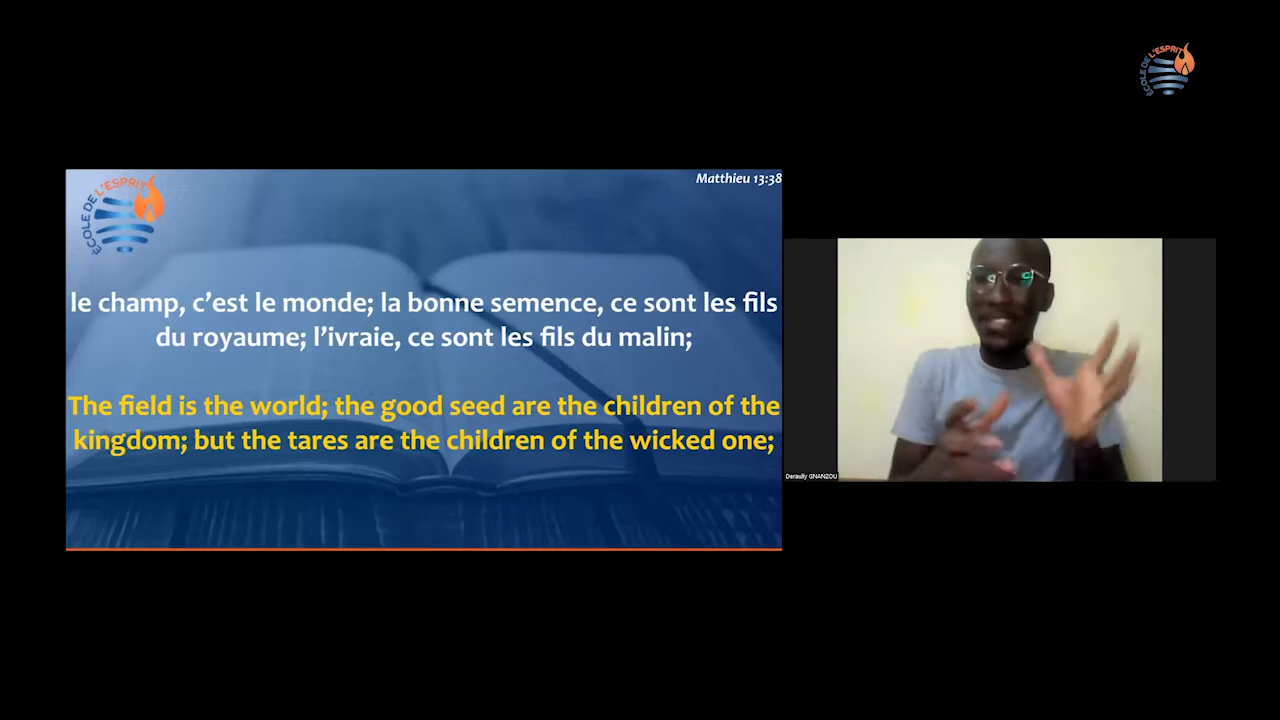 ÉCOLE DE L'ESPRIT
ÉCOLE DE L'ESPRIT
Matthieu 13:38
le champ, c’est le monde; la bonne semence, ce sont les fils
du royaume; l’ivraie, ce sont les fils du malin;
The field is the world; the good seed are the children of the
kingdom; but the tares are the children of the wicked one;
Deraully GNANZOU